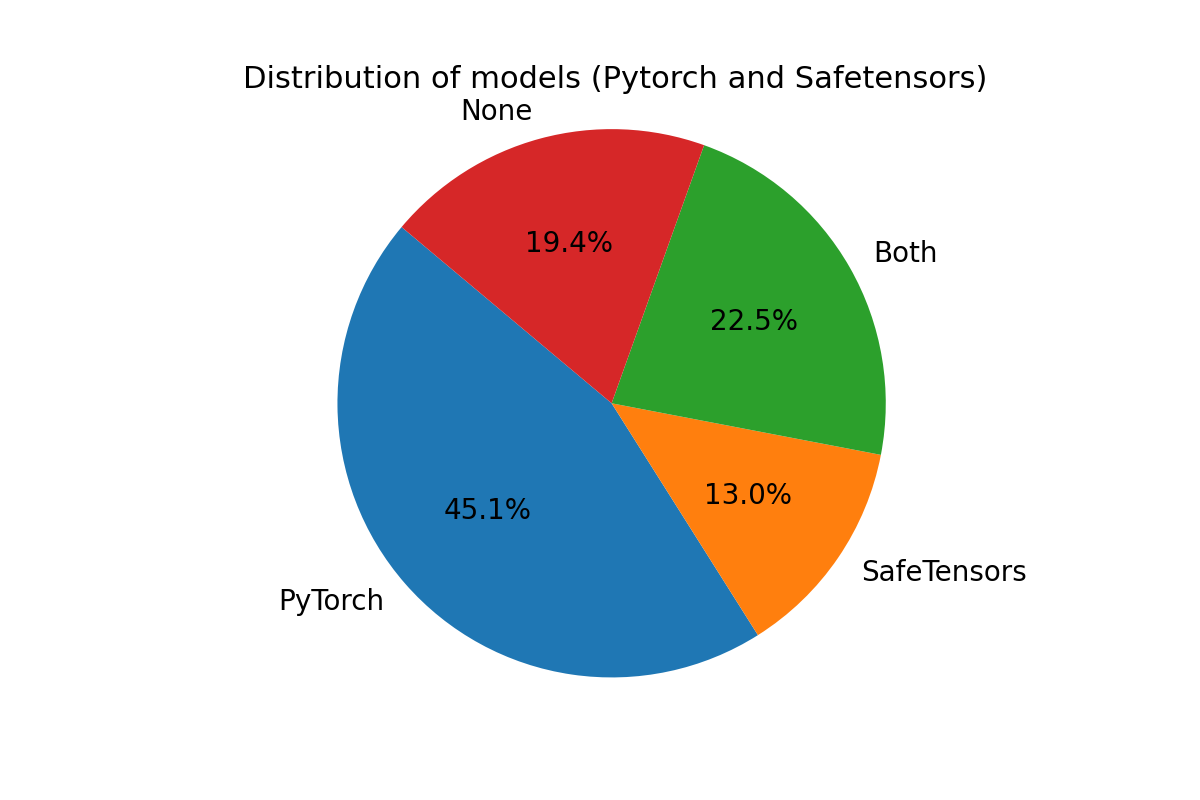 Distribution of models (Pytorch and Safetensors)
None
19.4%
Both
22.5%
13.0%
45.1%
SafeTensors
PyTorch